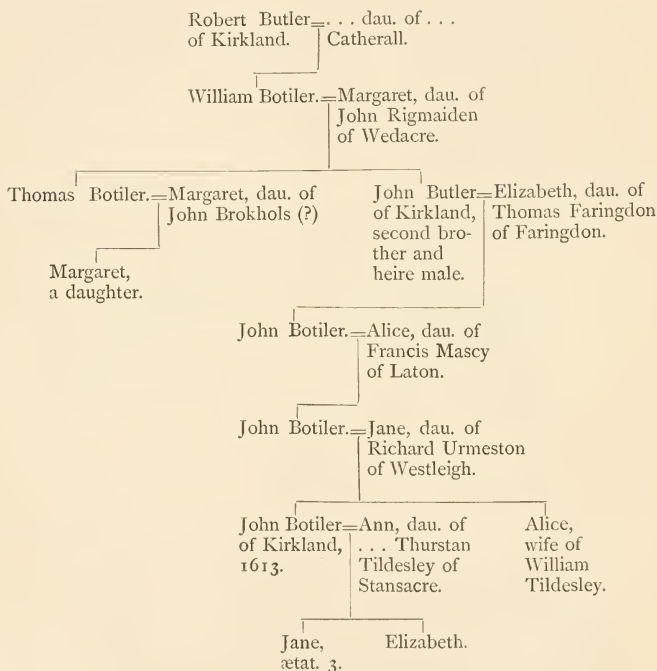 Robert Butler=. . . dau. of . . .
of Kirkland. Catherall.
William Botiler.=Margaret, dau. of
John Rigmaiden
of Wedacre.
Thomas Botiler.=Margaret, dau. of
John Brokhols (?)
John Butler=Elizabeth, dau. of
of Kirkland, Thomas Faringdon
second bro- of Faringdon.
ther and
heire male.
Margaret,
a daughter.
John Botiler.=Alice, dau. of
Francis Mascy
of Laton.
John Botiler.=Jane, dau. of
Richard Urmeston
of Westleigh.
John Botiler=Ann, dau. of
of Kirkland, . . . Thurstan
1613. Tildesley of
Stansacre.
Alice,
wife of
William
Tildesley.
Jane,
ætat. 3.
Elizabeth.